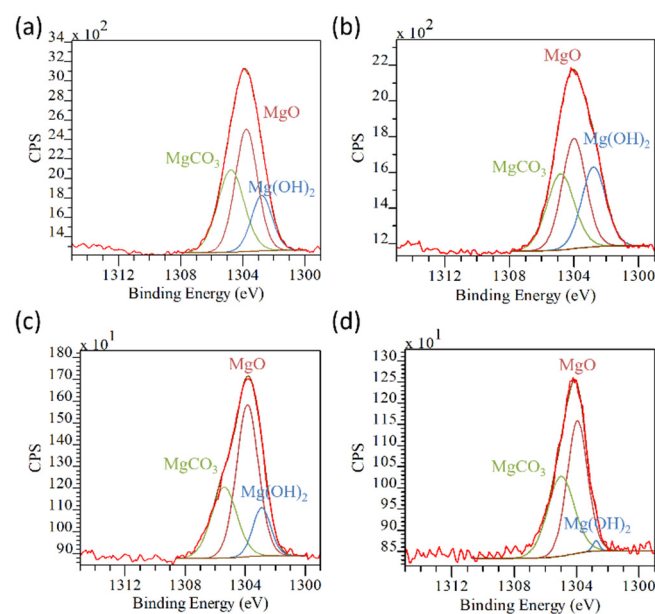 (a)
x 10²
34
32
30
28
26
24
22
20
18
16
14
CPS
MgO
MgCO₃
Mg(OH)₂
1312 1308 1304 1300
Binding Energy (eV)
(b)
x 10²
22
20
18
16
14
12
CPS
MgO
Mg(OH)₂
MgCO₃
1312 1308 1304 1300
Binding Energy (eV)
(c)
x 10¹
180
170
160
150
140
130
120
110
100
90
CPS
MgO
MgCO₃
Mg(OH)₂
1312 1308 1304 1300
Binding Energy (eV)
(d)
x 10¹
130
125
120
115
110
105
100
95
90
85
CPS
MgO
MgCO₃
Mg(OH)₂
1312 1308 1304 1300
Binding Energy (eV)